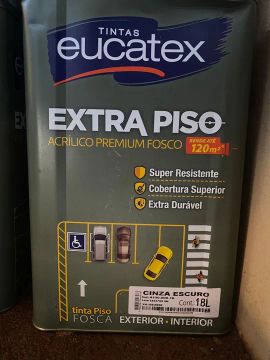 TINTAS
eucatex
EXTRA PISO
ACRÍLICO PREMIUM FOSCO
RENDE ATÉ
120m²
Super Resistente
Cobertura Superior
Extra Durável
CINZA ESCURO
Cont.: 18L
tinta Piso
FOSCA
EXTERIOR - INTERIOR